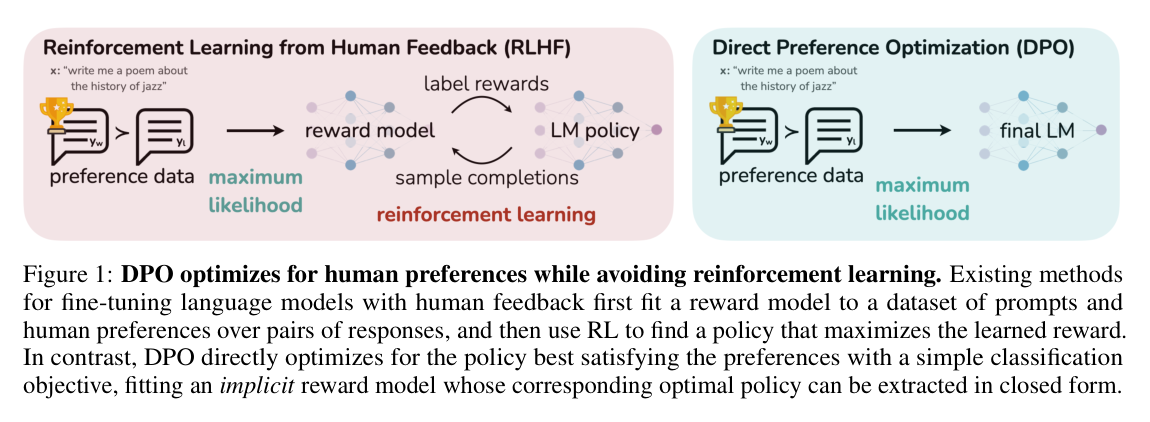 Reinforcement Learning from Human Feedback (RLHF)
x: “write me a poem about
the history of jazz”
label rewards
yw > yl
reward model
LM policy
preference data
maximum
likelihood
sample completions
reinforcement learning
Direct Preference Optimization (DPO)
x: “write me a poem about
the history of jazz”
yw > yl
final LM
preference data
maximum
likelihood
Figure 1: DPO optimizes for human preferences while avoiding reinforcement learning. Existing methods
for fine-tuning language models with human feedback first fit a reward model to a dataset of prompts and
human preferences over pairs of responses, and then use RL to find a policy that maximizes the learned reward.
In contrast, DPO directly optimizes for the policy best satisfying the preferences with a simple classification
objective, fitting an implicit reward model whose corresponding optimal policy can be extracted in closed form.